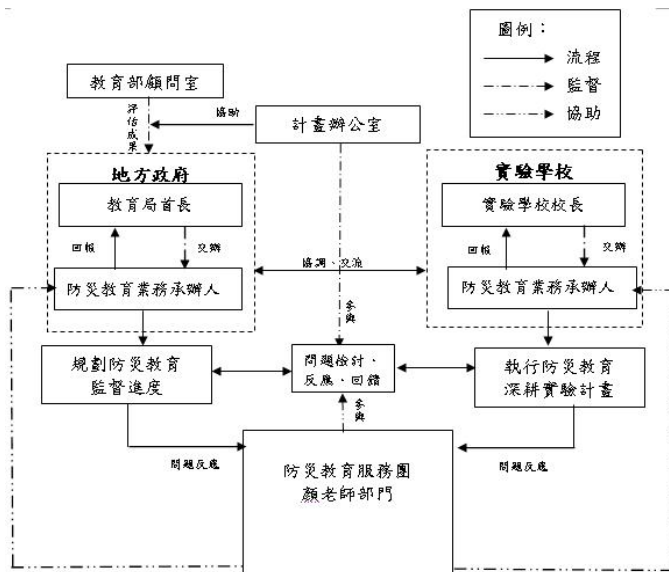 圖例：
流程
監督
協助
教育部顧問室
評估成果
協助
計畫辦公室
地方政府
教育局首長
回報
交辦
防災教育業務承辦人
實驗學校
實驗學校校長
回報
交辦
防災教育業務承辦人
協調、交流
參與
規劃防災教育
監督進度
問題檢討、
反應、回饋
執行防災教育
深耕實驗計畫
參與
問題反應
問題反應
防災教育服務團
顏老師部門